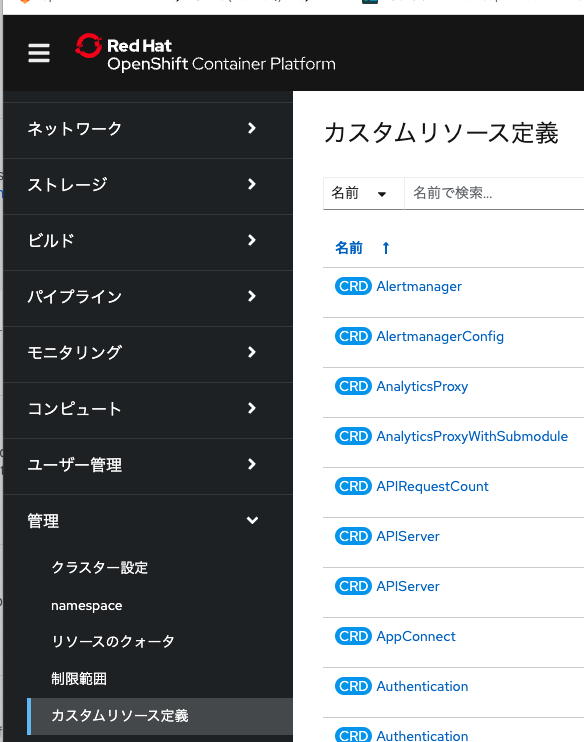 Red Hat
OpenShift Container Platform
ネットワーク
ストレージ
ビルド
パイプライン
モニタリング
コンピュート
ユーザー管理
管理
クラスター設定
namespace
リソースのクォータ
制限範囲
カスタムリソース定義
カスタムリソース定義
名前 名前で検索...
名前
CRD Alertmanager
CRD AlertmanagerConfig
CRD AnalyticsProxy
CRD AnalyticsProxyWithSubmodule
CRD APIRequestCount
CRD APIServer
CRD APIServer
CRD AppConnect
CRD Authentication
CRD Authentication